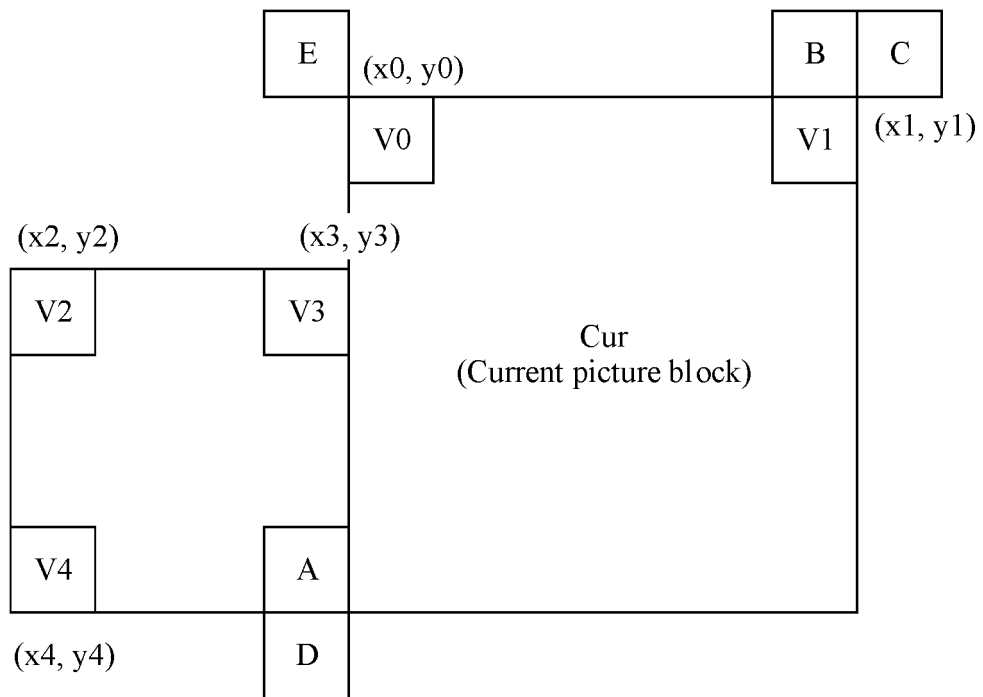 E
B
C
(x0, y0)
V0
V1
(x1, y1)
(x2, y2)
(x3, y3)
V2
V3
Cur
(Current picture block)
V4
A
(x4, y4)
D